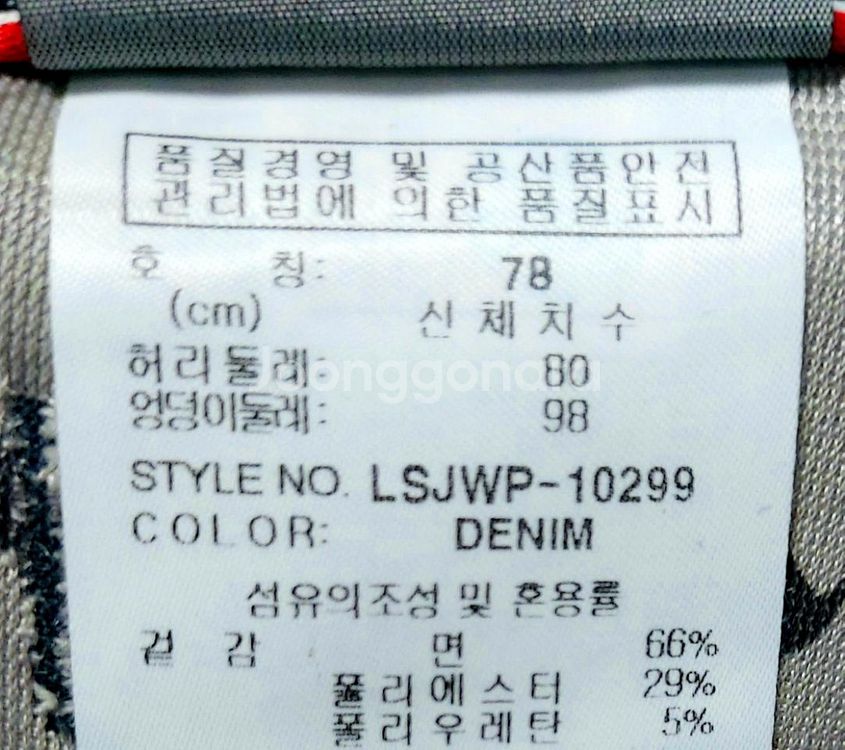 품질경영 및 공산품안전
관리법에 의한 품질표시
호 칭: 78
(cm) 신체치수
허리둘레: 80
엉덩이둘레: 98
STYLE NO. LSJWP-10299
COLOR: DENIM
섬유의조성 및 혼용률
겉 감 면 66%
폴리에스터 29%
폴리우레탄 5%
Joonggonara